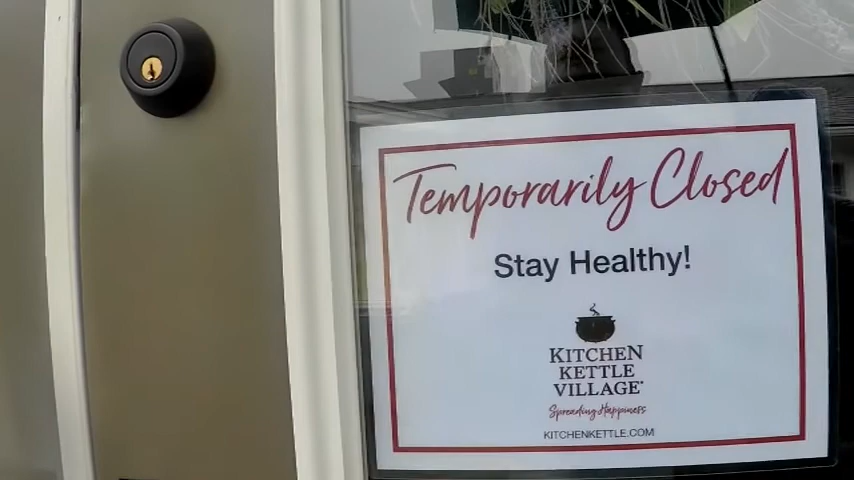 Temporarily Closed
Stay Healthy!
KITCHEN
KETTLE
VILLAGE
Spreading Happiness
KITCHENKETTLE.COM